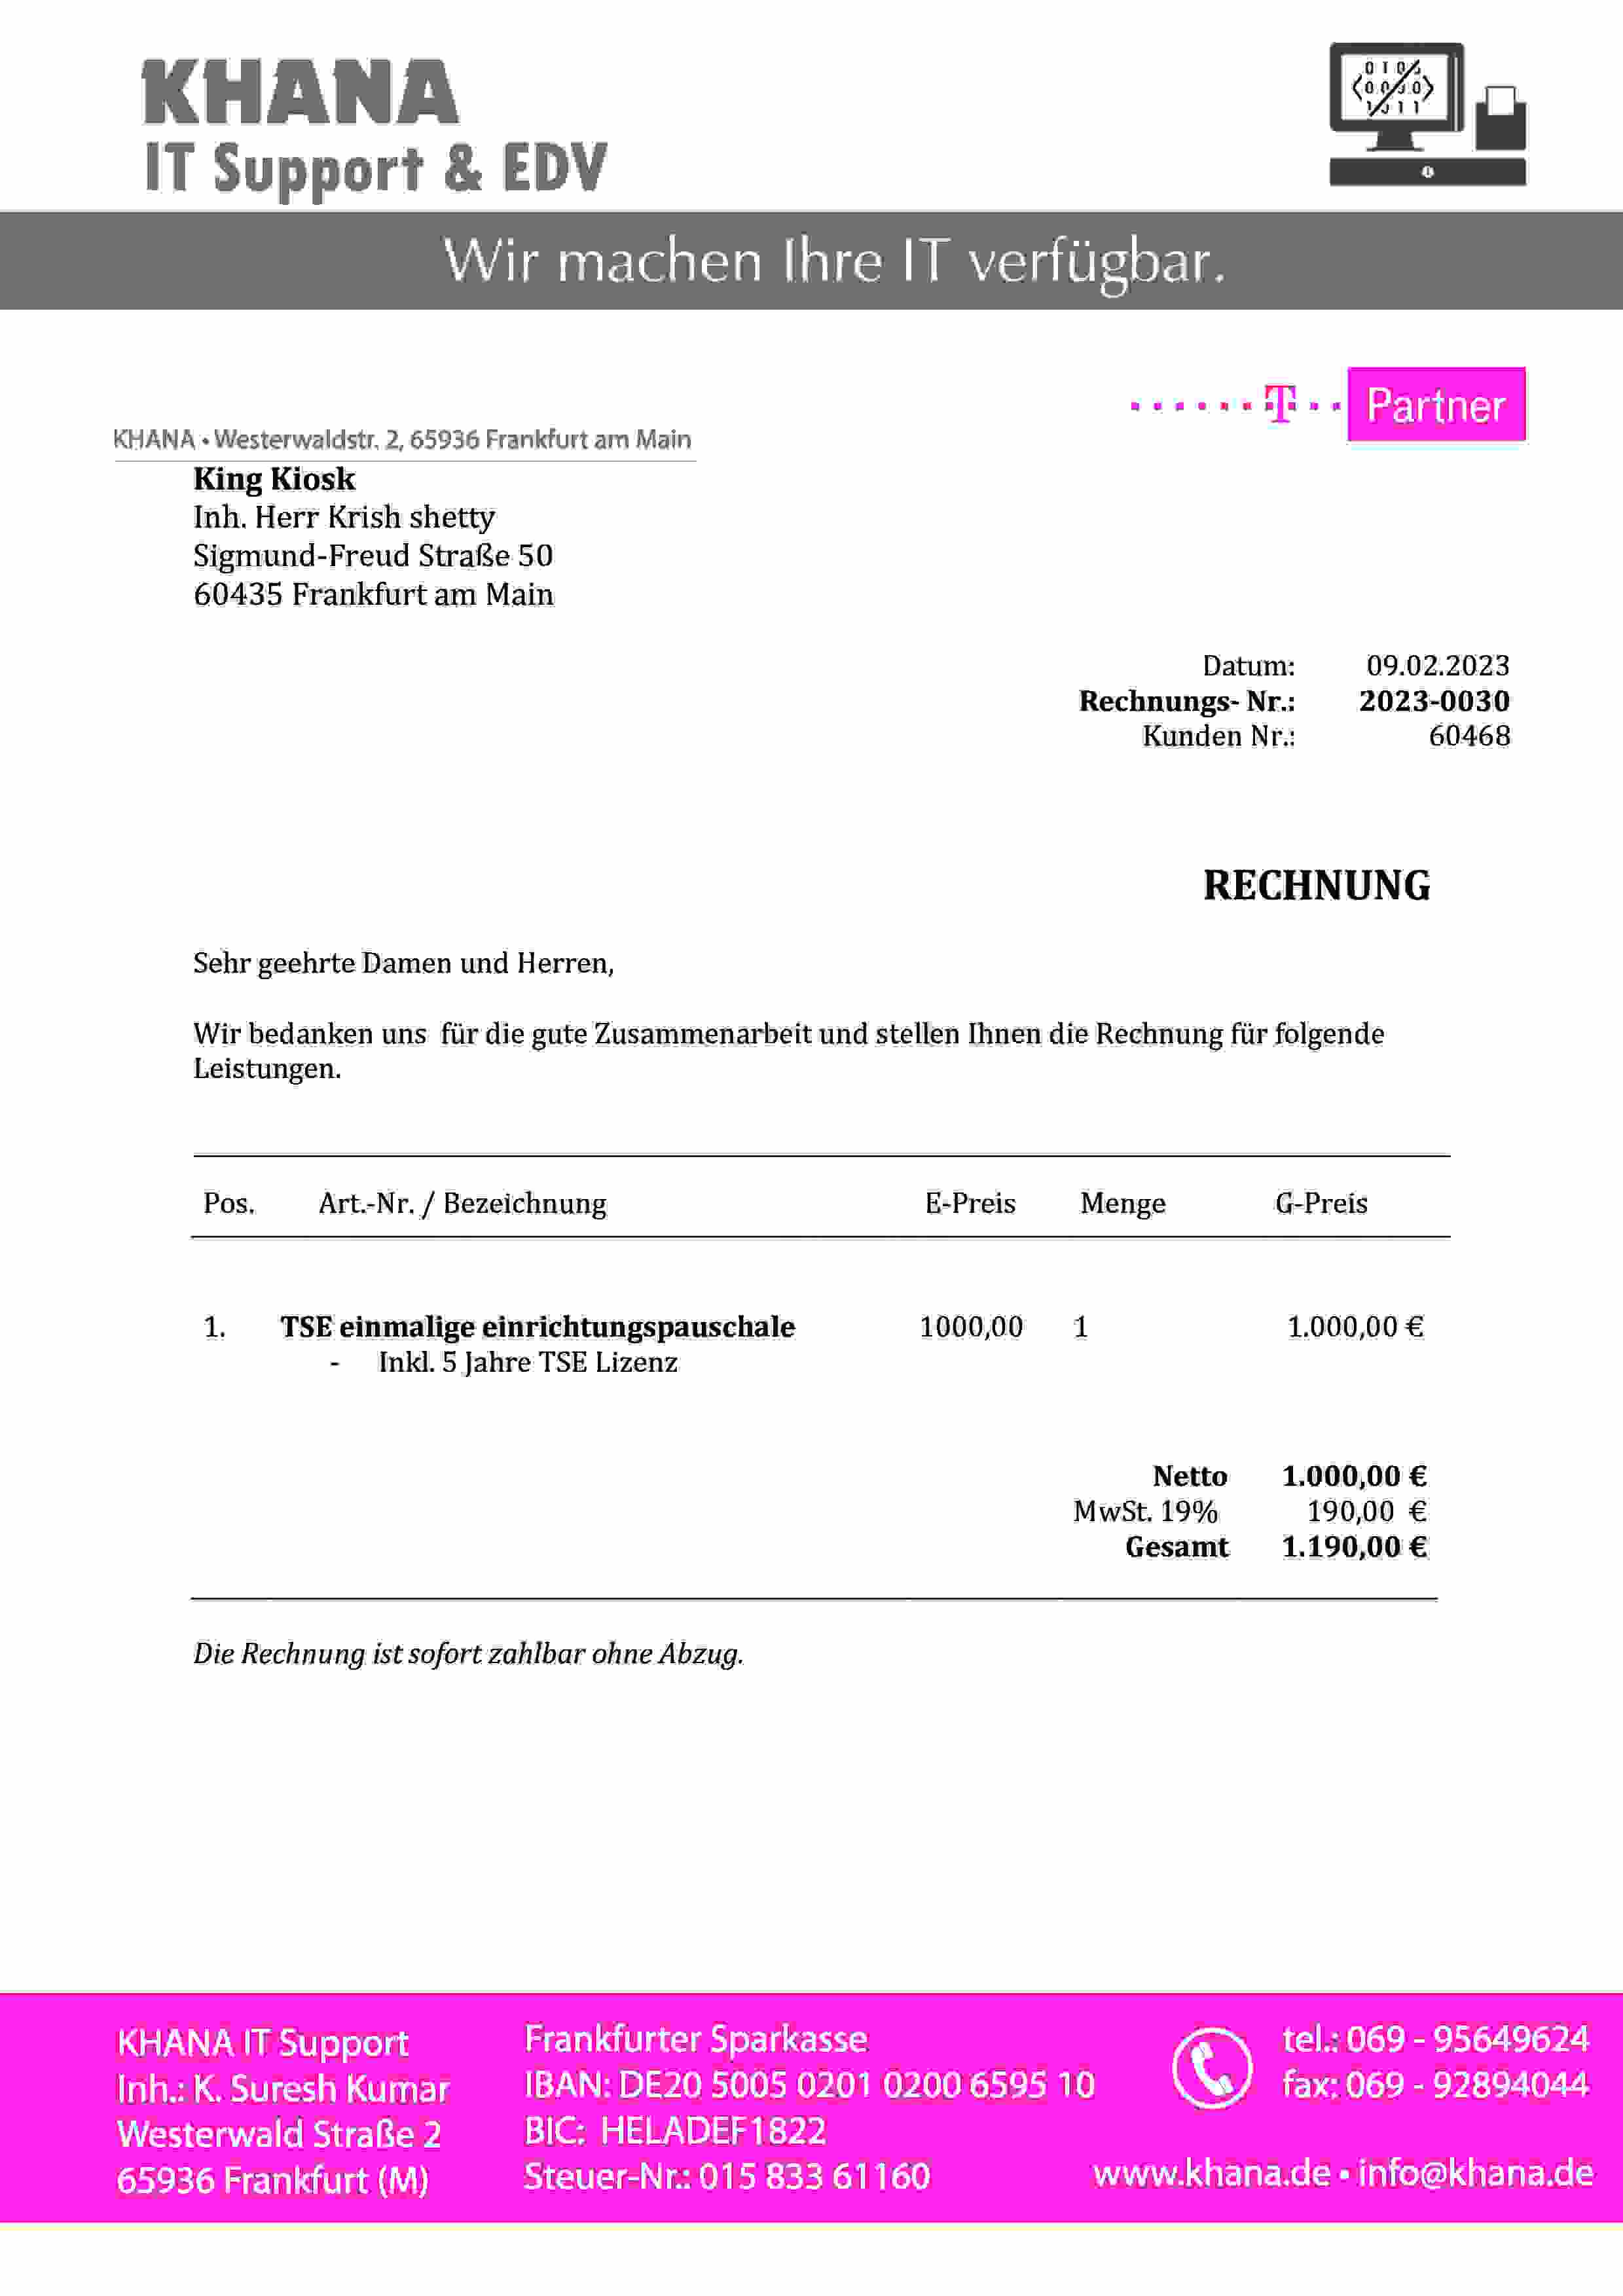 KHANA
IT Support & EDV
Wir machen Ihre IT verfügbar.
T Partner
KHANA • Westerwaldstr. 2, 65936 Frankfurt am Main
King Kiosk
Inh. Herr Krish shetty
Sigmund-Freud Straße 50
60435 Frankfurt am Main
Datum: 09.02.2023
Rechnungs- Nr.: 2023-0030
Kunden Nr.: 60468
RECHNUNG
Sehr geehrte Damen und Herren,
Wir bedanken uns für die gute Zusammenarbeit und stellen Ihnen die Rechnung für folgende
Leistungen.
Pos. Art.-Nr. / Bezeichnung E-Preis Menge G-Preis
1. TSE einmalige einrichtungspauschale 1000,00 1 1.000,00 €
- Inkl. 5 Jahre TSE Lizenz
Netto 1.000,00 €
MwSt. 19% 190,00 €
Gesamt 1.190,00 €
Die Rechnung ist sofort zahlbar ohne Abzug.
KHANA IT Support
Inh.: K. Suresh Kumar
Westerwald Straße 2
65936 Frankfurt (M)
Frankfurter Sparkasse
IBAN: DE20 5005 0201 0200 6595 10
BIC: HELADEF1822
Steuer-Nr.: 015 833 61160
tel.: 069 - 95649624
fax: 069 - 92894044
www.khana.de • info@khana.de